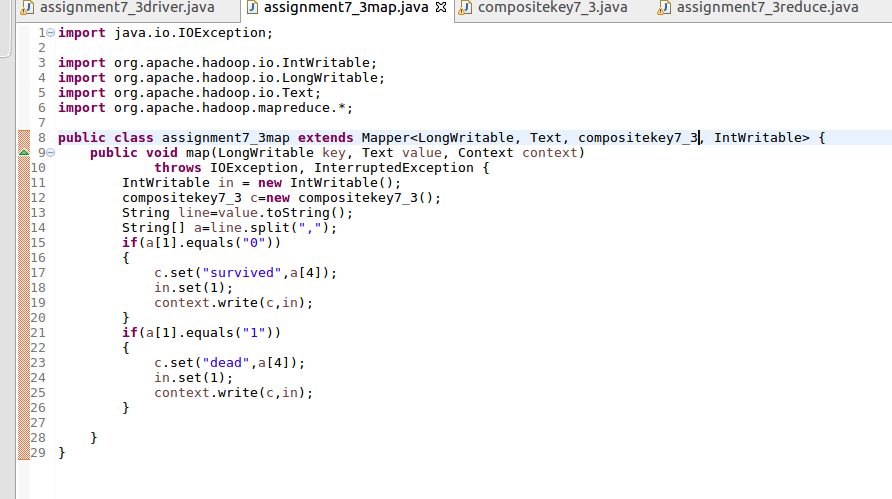 assignment7_3driver.java assignment7_3map.java compositekey7_3.java assignment7_3reduce.java
1 import java.io.IOException;
2
3 import org.apache.hadoop.io.IntWritable;
4 import org.apache.hadoop.io.LongWritable;
5 import org.apache.hadoop.io.Text;
6 import org.apache.hadoop.mapreduce.*;
7
8 public class assignment7_3map extends Mapper<LongWritable, Text, compositekey7_3, IntWritable> {
9     public void map(LongWritable key, Text value, Context context)
10             throws IOException, InterruptedException {
11         IntWritable in = new IntWritable();
12         compositekey7_3 c=new compositekey7_3();
13         String line=value.toString();
14         String[] a=line.split(",");
15         if(a[1].equals("0"))
16         {
17             c.set("survived",a[4]);
18             in.set(1);
19             context.write(c,in);
20         }
21         if(a[1].equals("1"))
22         {
23             c.set("dead",a[4]);
24             in.set(1);
25             context.write(c,in);
26         }
27
28     }
29 }